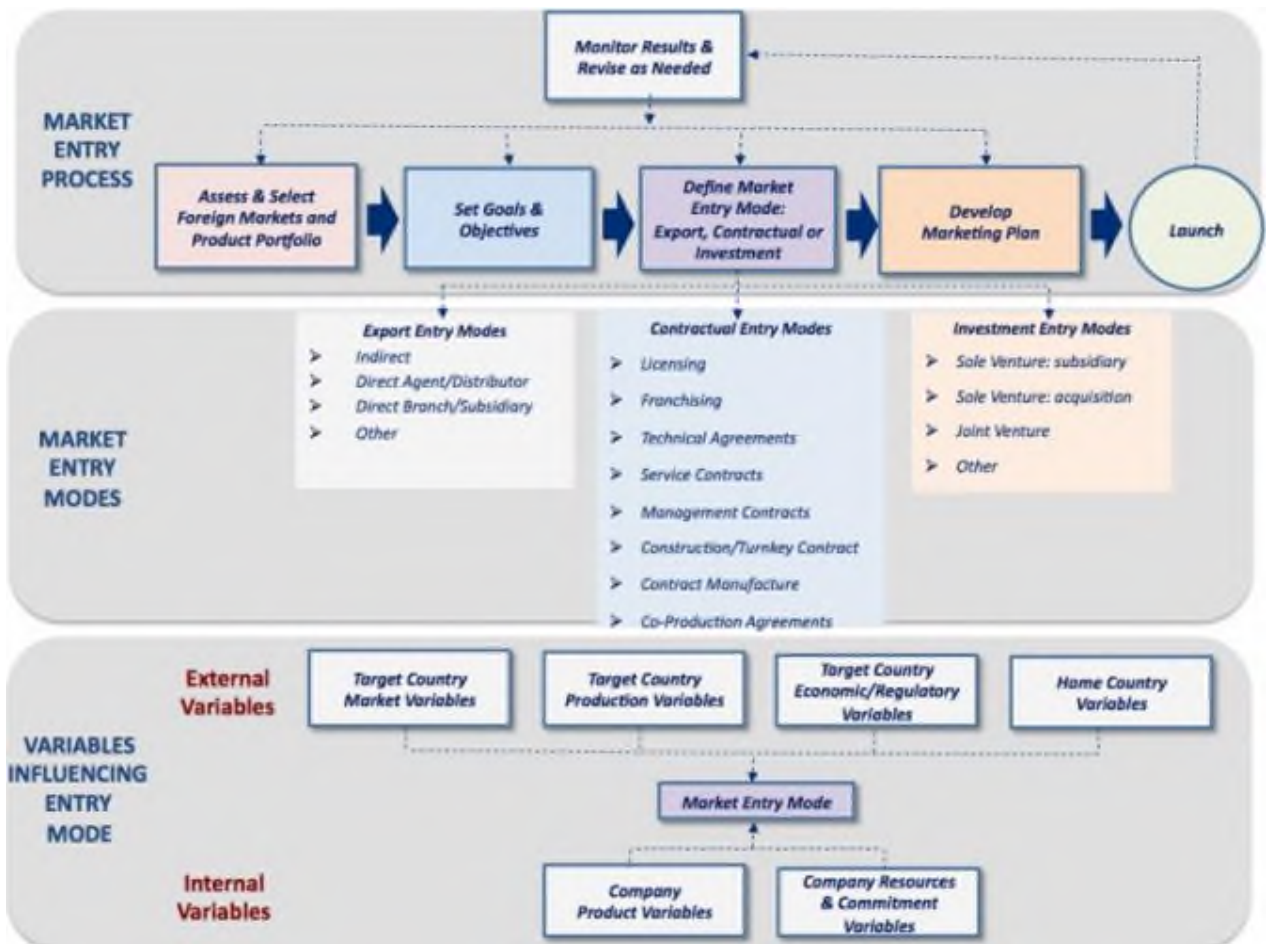 Monitor Results &
Revise as Needed
MARKET
ENTRY
PROCESS
Assess & Select
Foreign Markets and
Product Portfolio
Set Goals &
Objectives
Define Market
Entry Mode:
Export, Contractual or
Investment
Develop
Marketing Plan
Launch
MARKET
ENTRY
MODES
Export Entry Modes
Indirect
Direct Agent/Distributor
Direct Branch/Subsidiary
Other
Contractual Entry Modes
Licensing
Franchising
Technical Agreements
Service Contracts
Management Contracts
Construction/Turnkey Contract
Contract Manufacture
Co-Production Agreements
Investment Entry Modes
Sole Venture: subsidiary
Sole Venture: acquisition
Joint Venture
Other
VARIABLES
INFLUENCING
ENTRY
MODE
External
Variables
Target Country
Market Variables
Target Country
Production Variables
Target Country
Economic/Regulatory
Variables
Home Country
Variables
Market Entry Mode
Internal
Variables
Company
Product Variables
Company Resources
& Commitment
Variables